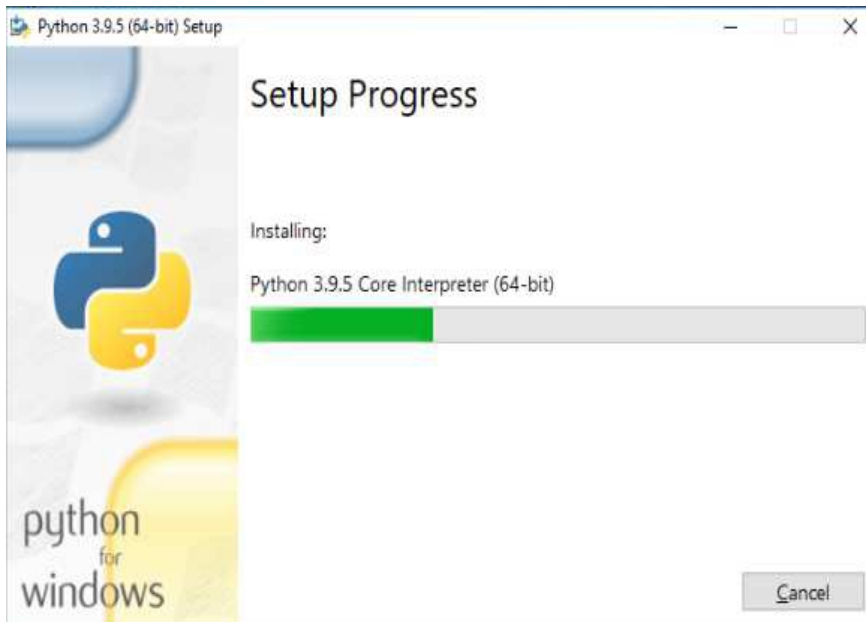 Python 3.9.5 (64-bit) Setup
Setup Progress
Installing:
Python 3.9.5 Core Interpreter (64-bit)
python
for
windows
Cancel